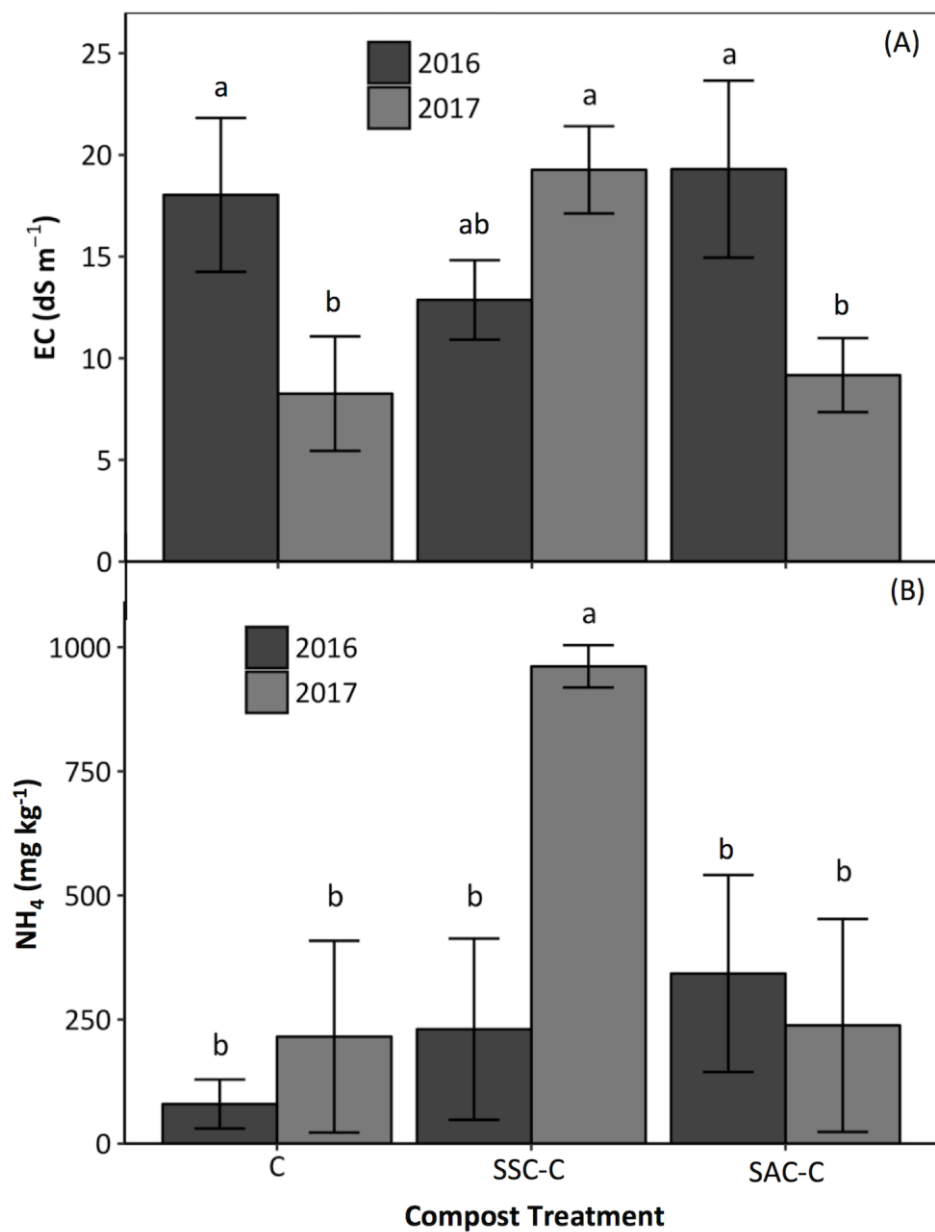 (A)
25
20
15
10
5
0
EC (dS m⁻¹)
2016
2017
a
b
ab
a
a
b
(B)
1000
750
500
250
0
NH₄ (mg kg⁻¹)
2016
2017
b
b
b
a
b
b
C SSC-C SAC-C
Compost Treatment